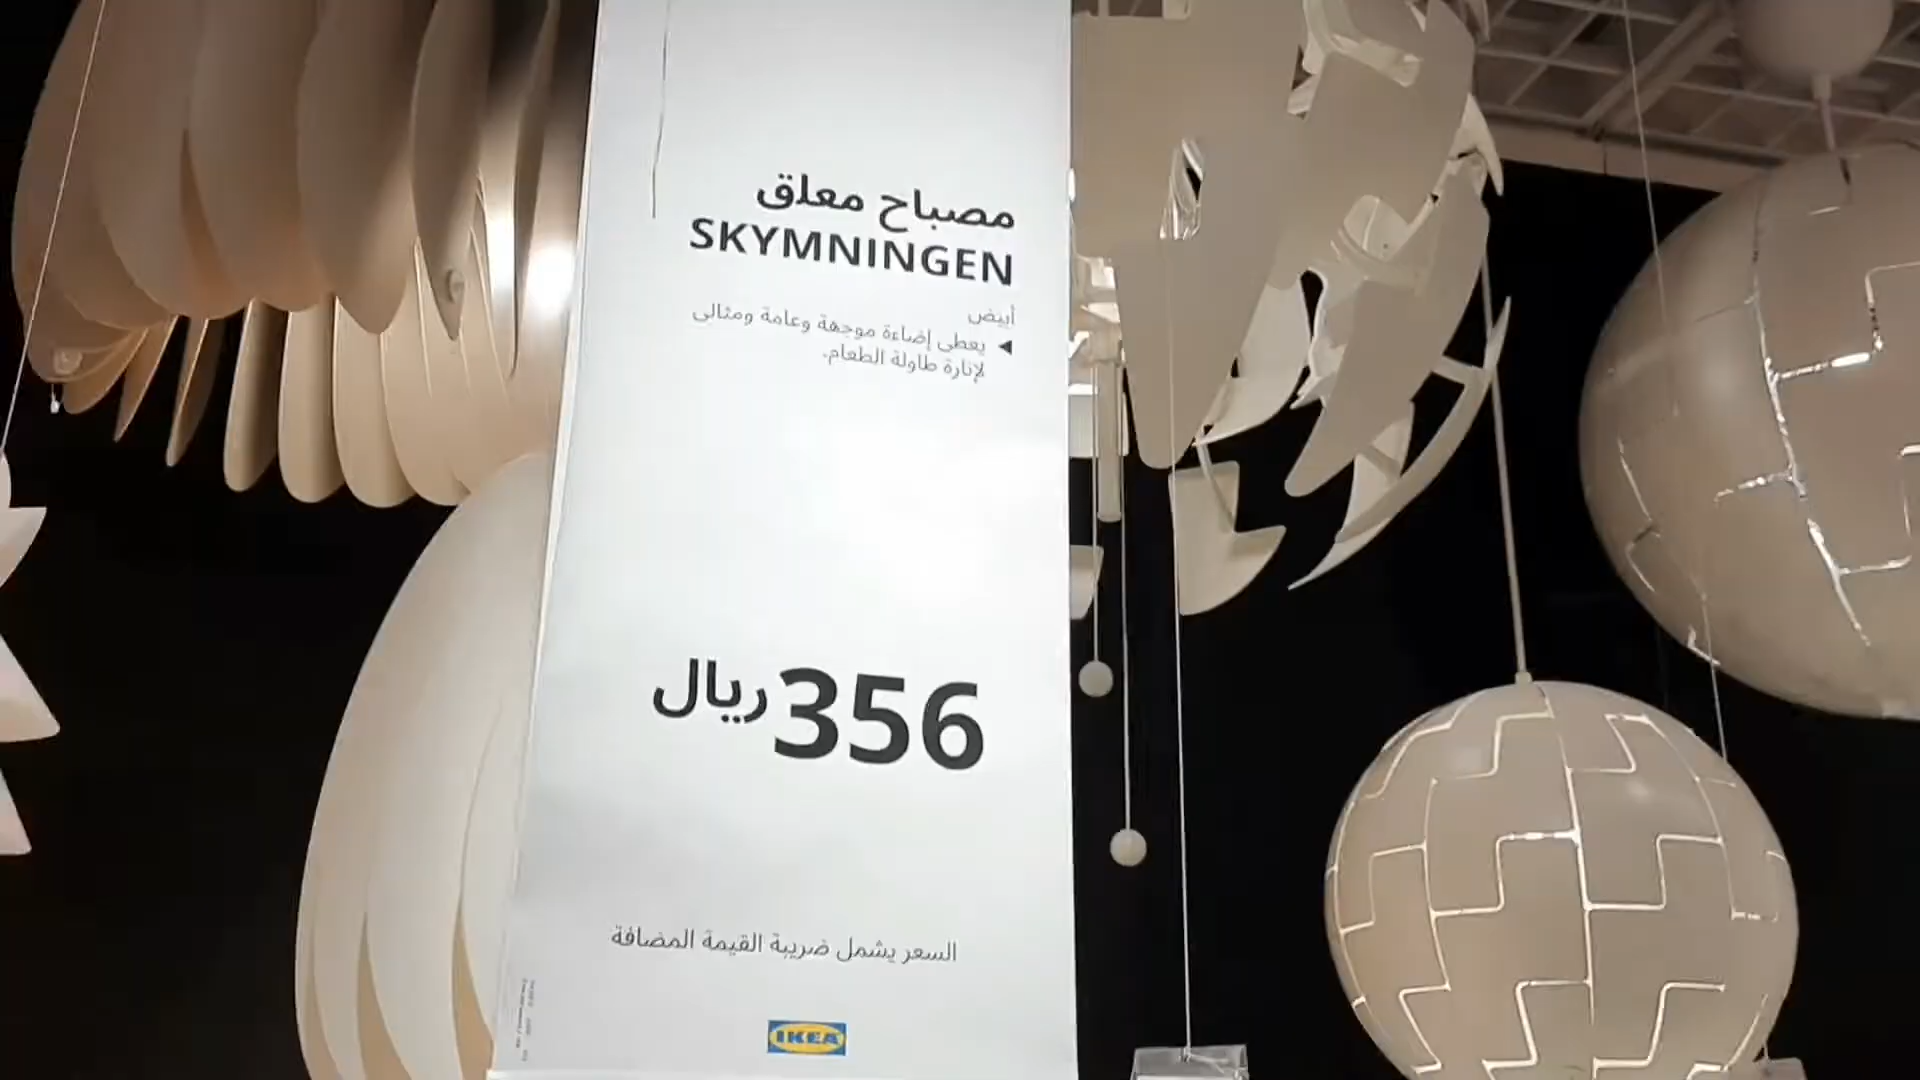 مصباح معلق
SKYMNINGEN
أبيض
◀ يعطي إضاءة موجهة وعامة ومثالى
لإنارة طاولة الطعام.
356 ريال
السعر يشمل ضريبة القيمة المضافة
IKEA